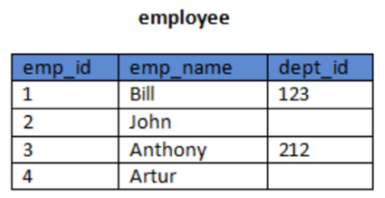 employee
emp_id emp_name dept_id
1 Bill 123
2 John
3 Anthony 212
4 Artur